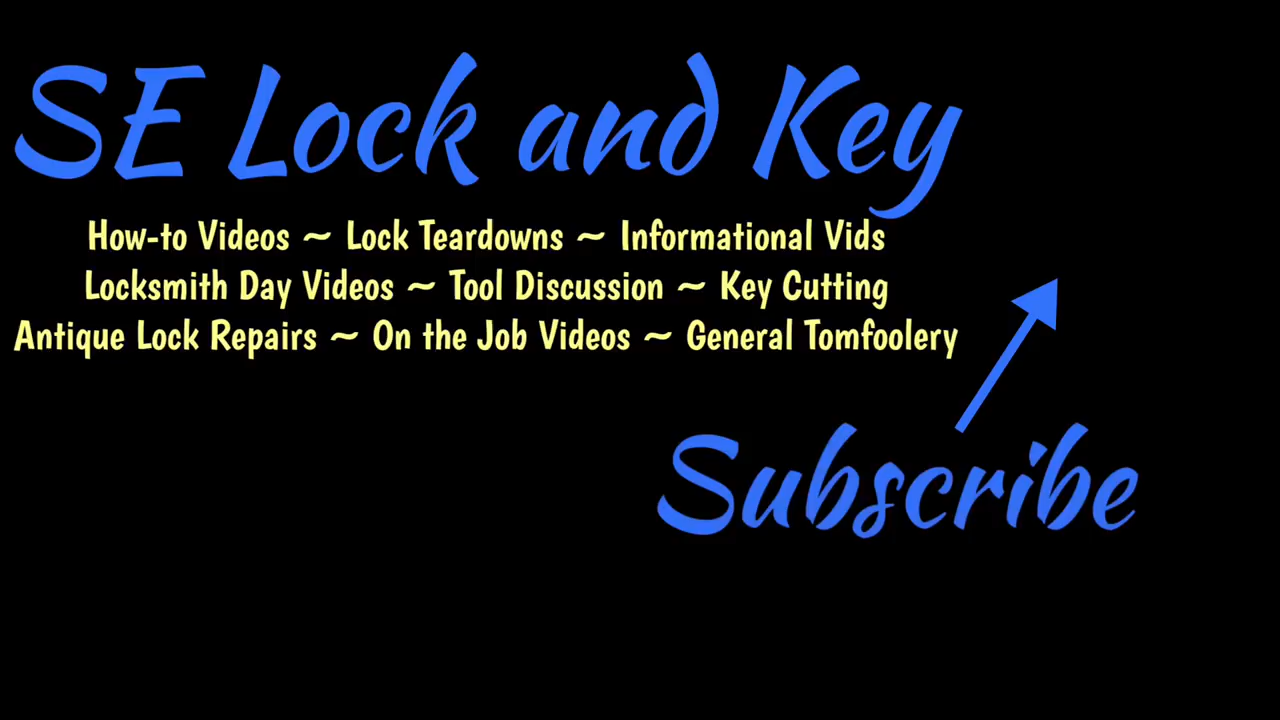 SE Lock and Key
How-to Videos ~ Lock Teardowns ~ Informational Vids
Locksmith Day Videos ~ Tool Discussion ~ Key Cutting
Antique Lock Repairs ~ On the Job Videos ~ General Tomfoolery
Subscribe